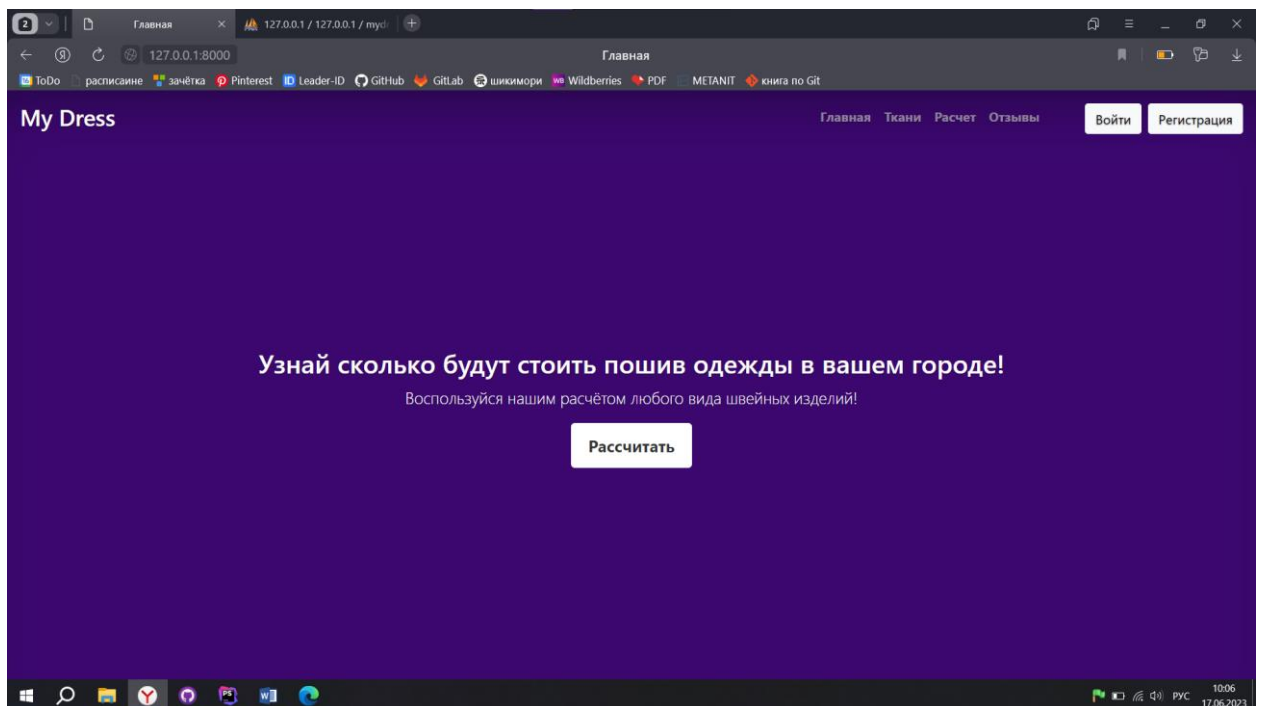 2
Главная
127.0.0.1 / 127.0.0.1 / myd
127.0.0.1:8000
Главная
ToDo расписание зачётка Pinterest Leader-ID GitHub GitLab шикимори Wildberries PDF METANIT книга по Git
My Dress
Главная Ткани Расчет Отзывы
Войти Регистрация
Узнай сколько будут стоить пошив одежды в вашем городе!
Воспользуйся нашим расчётом любого вида швейных изделий!
Рассчитать
РУС
10:06
17.06.2023